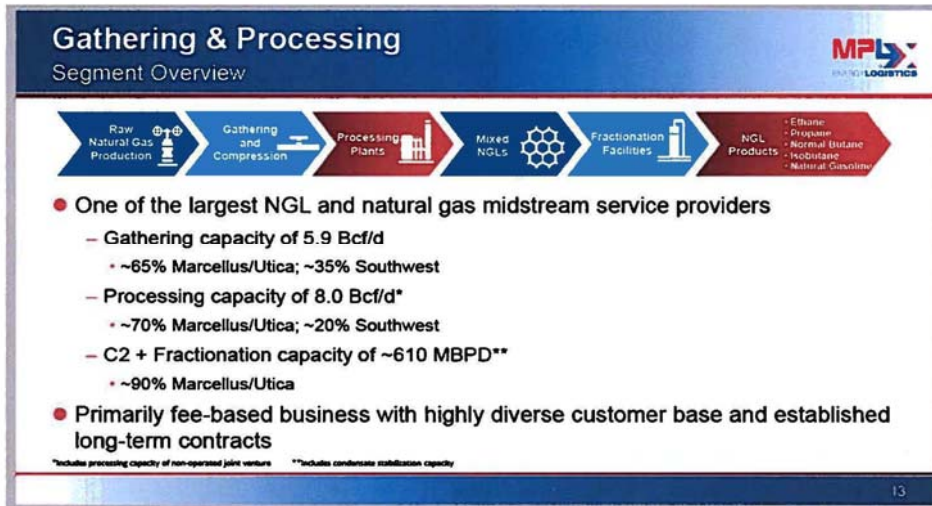 Gathering & Processing
Segment Overview
MPLX
ENERGY LOGISTICS
Raw
Natural Gas
Production
Gathering
and
Compression
Processing
Plants
Mixed
NGLs
Fractionation
Facilities
NGL
Products
• Ethane
• Propane
• Normal Butane
• Isobutane
• Natural Gasoline
• One of the largest NGL and natural gas midstream service providers
– Gathering capacity of 5.9 Bcf/d
• ~65% Marcellus/Utica; ~35% Southwest
– Processing capacity of 8.0 Bcf/d*
• ~70% Marcellus/Utica; ~20% Southwest
– C2 + Fractionation capacity of ~610 MBPD**
• ~90% Marcellus/Utica
• Primarily fee-based business with highly diverse customer base and established
long-term contracts
*Includes processing capacity of non-operated joint venture **Includes condensate stabilization capacity
13